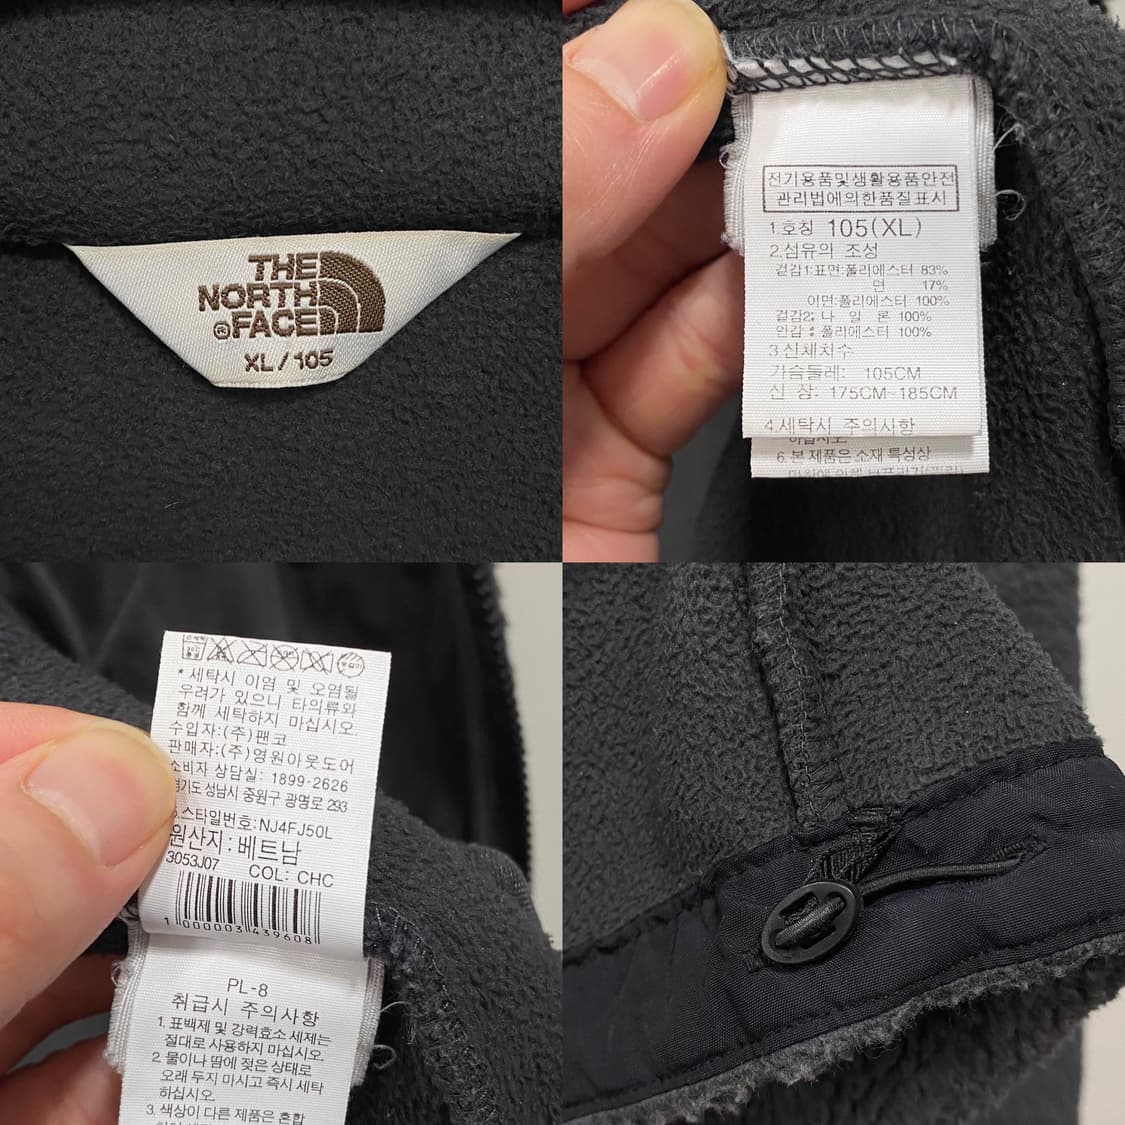 THE
NORTH
®FACE
XL / 105
전기용품및생활용품안전
관리법에의한품질표시
1.호칭 105(XL)
2.섬유의 조성
겉감1:표면:폴리에스터 83%
면 17%
이면:폴리에스터 100%
겉감2: 나 일 론 100%
안감 : 폴리에스터 100%
3.신체치수
가슴둘레: 105CM
신 장: 175CM~185CM
4.세탁시 주의사항
하십시오.
6. 본 제품은 소재 특성상
* 세탁시 이염 및 오염될
우려가 있으니 타의류와
함께 세탁하지 마십시오.
수입자:(주)팬코
판매자:(주)영원아웃도어
소비자 상담실: 1899-2626
경기도 성남시 중원구 광명로 293
스타일번호:NJ4FJ50L
원산지: 베트남
3053J07 COL: CHC
1 000003 439608
PL-8
취급시 주의사항
1. 표백제 및 강력효소 세제는
절대로 사용하지 마십시오.
2. 물이나 땀에 젖은 상태로
오래 두지 마시고 즉시 세탁
하십시오.
3. 색상이 다른 제품은 혼합